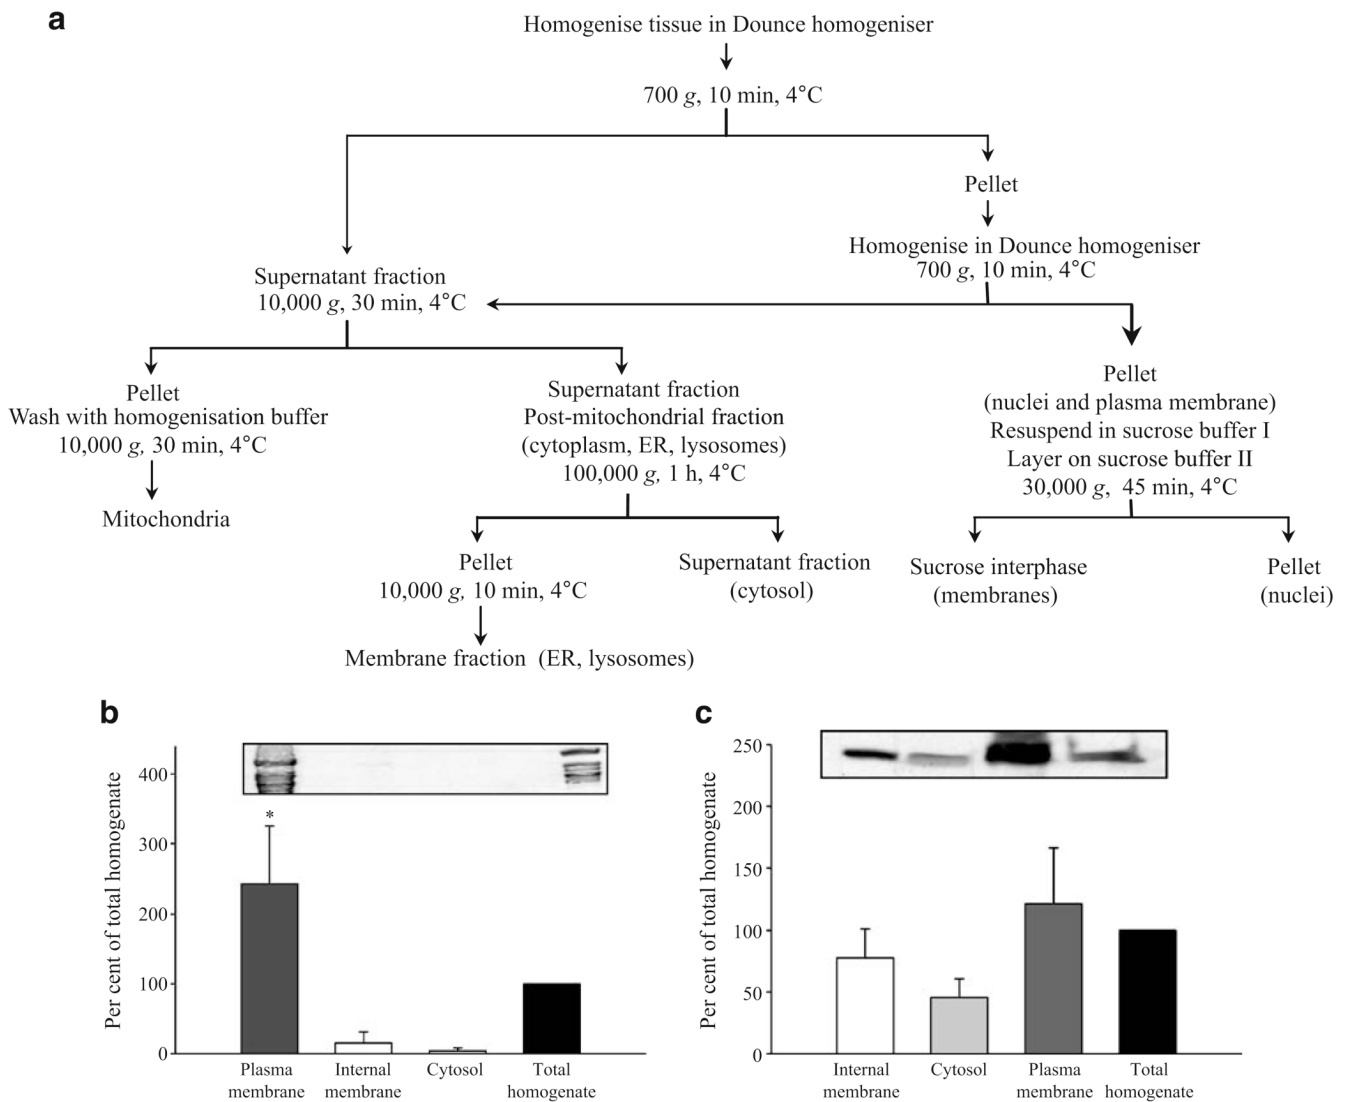 a
Homogenise tissue in Dounce homogeniser
700 g, 10 min, 4°C
Pellet
Homogenise in Dounce homogeniser
700 g, 10 min, 4°C
Supernatant fraction
10,000 g, 30 min, 4°C
Pellet
Wash with homogenisation buffer
10,000 g, 30 min, 4°C
Mitochondria
Supernatant fraction
Post-mitochondrial fraction
(cytoplasm, ER, lysosomes)
100,000 g, 1 h, 4°C
Pellet
(nuclei and plasma membrane)
Resuspend in sucrose buffer I
Layer on sucrose buffer II
30,000 g, 45 min, 4°C
Pellet
10,000 g, 10 min, 4°C
Membrane fraction (ER, lysosomes)
Supernatant fraction
(cytosol)
Sucrose interphase
(membranes)
Pellet
(nuclei)
b
Per cent of total homogenate
400
300
200
100
0
*
Plasma
membrane
Internal
membrane
Cytosol
Total
homogenate
c
Per cent of total homogenate
250
200
150
100
50
0
Internal
membrane
Cytosol
Plasma
membrane
Total
homogenate